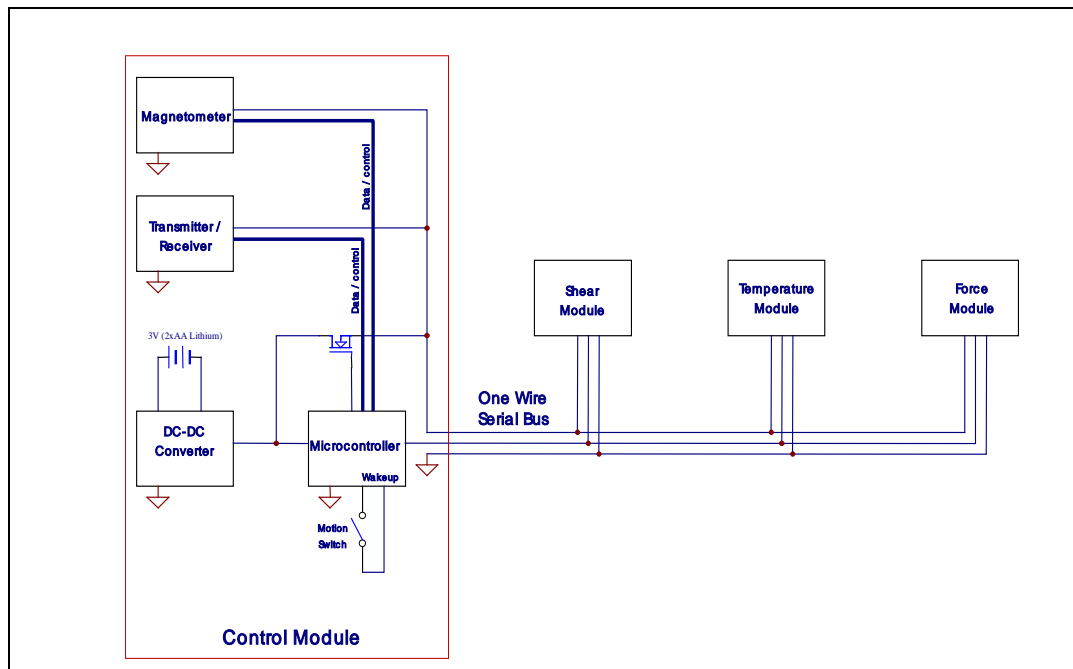 Magnetometer
Data / control
Transmitter /
Receiver
Data / control
3V (2xAA Lithium)
DC-DC
Converter
Microcontroller
Wakeup
Motion
Switch
Control Module
One Wire
Serial Bus
Shear
Module
Temperature
Module
Force
Module